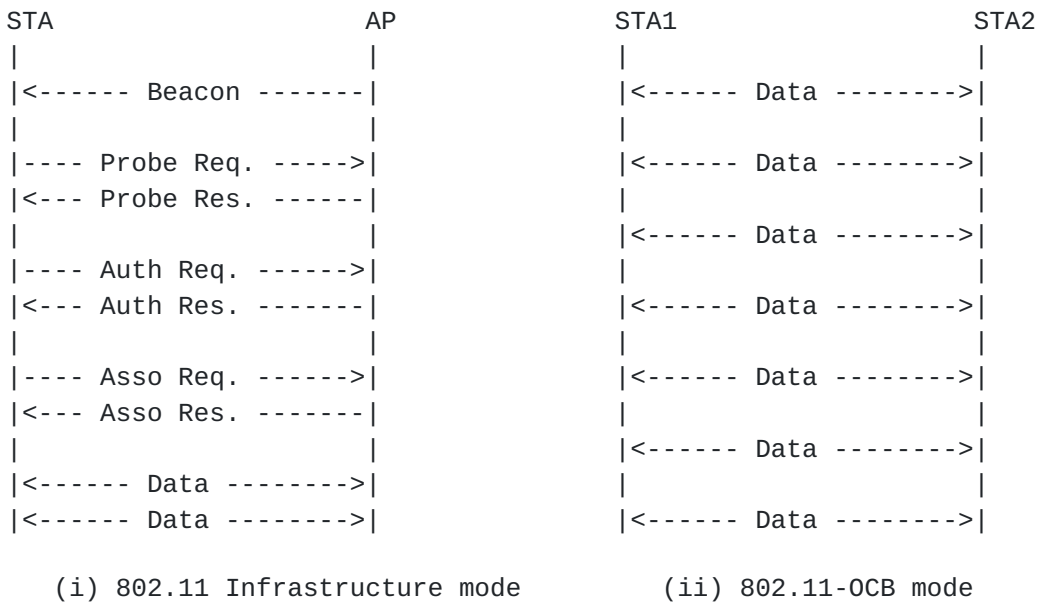 STA                    AP              STA1                   STA2
|                      |               |                      |
|<------ Beacon -------|               |<------ Data -------->|
|                      |               |                      |
|---- Probe Req. ----->|               |<------ Data -------->|
|<--- Probe Res. ------|               |                      |
|                      |               |<------ Data -------->|
|---- Auth Req. ------>|               |                      |
|<--- Auth Res. -------|               |<------ Data -------->|
|                      |               |                      |
|---- Asso Req. ------>|               |<------ Data -------->|
|<--- Asso Res. -------|               |                      |
|                      |               |<------ Data -------->|
|<------ Data -------->|               |                      |
|<------ Data -------->|               |<------ Data -------->|

   (i) 802.11 Infrastructure mode         (ii) 802.11-OCB mode